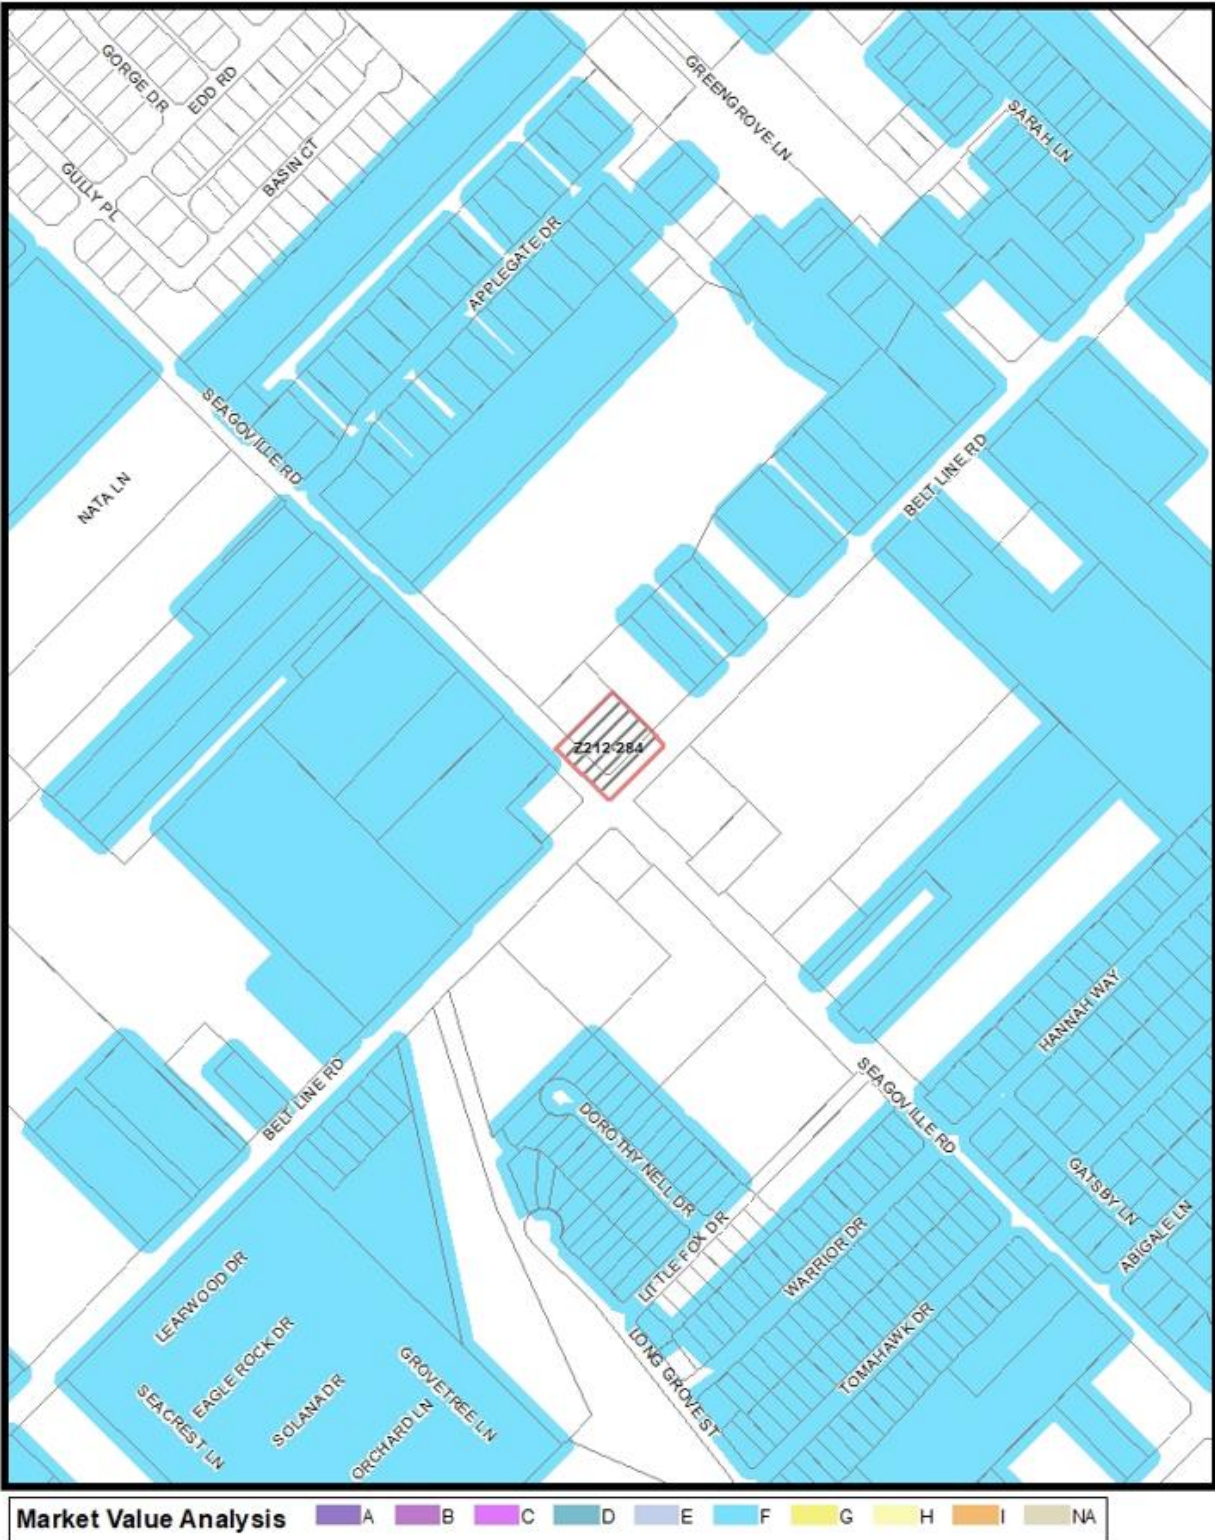 GORGE DR
EDD RD
GREENGROVE LN
SARAH LN
BASIN CT
GULLY PL
APPLEGATE DR
SEAGOVILLE RD
NATA LN
BELT LINE RD
Z212-284
HANNAH WAY
BELT LINE RD
SEAGOVILLE RD
DOROTHY NELL DR
GATSBY LN
ABIGALE LN
LITTLE FOX DR
WARRIOR DR
LEAFWOOD DR
EAGLE ROCK DR
TOMAHAWK DR
LONG GROVE ST
GROVETREE LN
SEACREST LN
SOLANA DR
ORCHARD LN
Market Value Analysis A B C D E F G H I NA